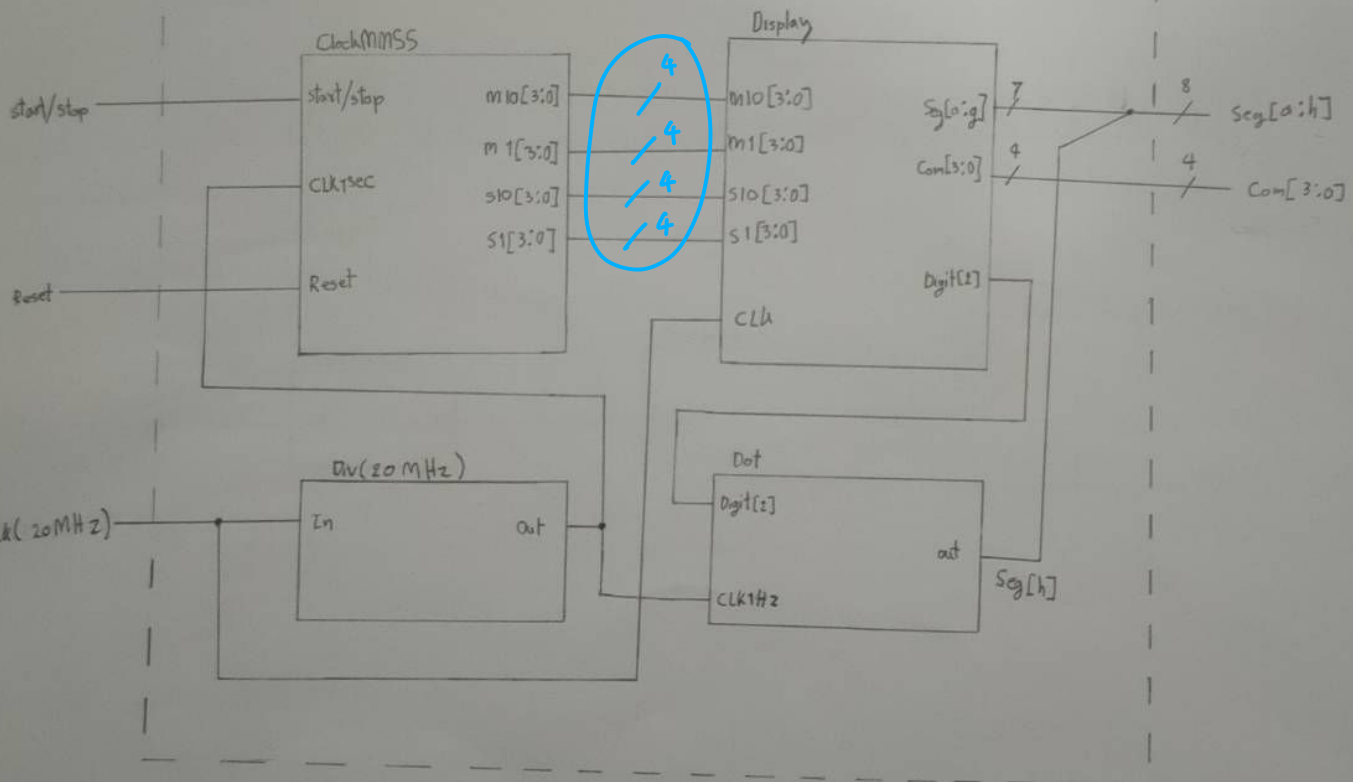 ClockMMSS
start/stop
start/stop
CLK1sec
Reset
Reset
M10[3:0]
M1[3:0]
S10[3:0]
S1[3:0]
4
4
4
4
Display
M10[3:0]
M1[3:0]
S10[3:0]
S1[3:0]
CLK
Seg[a:g]
Com[3:0]
Digit[2]
7
4
8
4
Seg[a:h]
Com[3:0]
Div(20MHz)
(20MHz)
In
Out
Dot
Digit[2]
CLK1Hz
out
Seg[h]